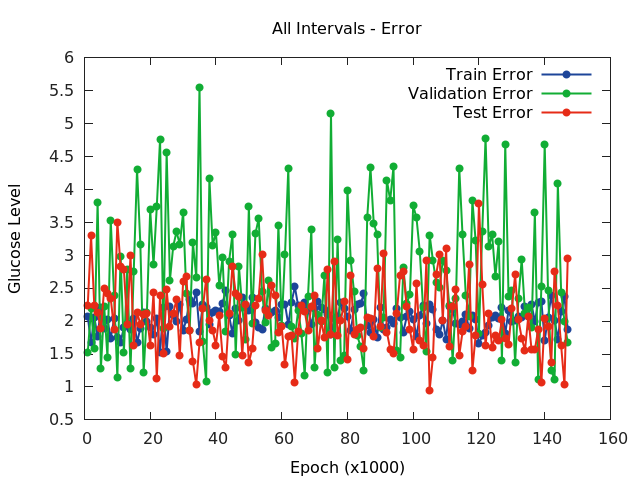 All Intervals - Error
Train Error
Validation Error
Test Error
6
5.5
5
4.5
4
3.5
3
2.5
2
1.5
1
0.5
Glucose Level
0 20 40 60 80 100 120 140 160
Epoch (x1000)